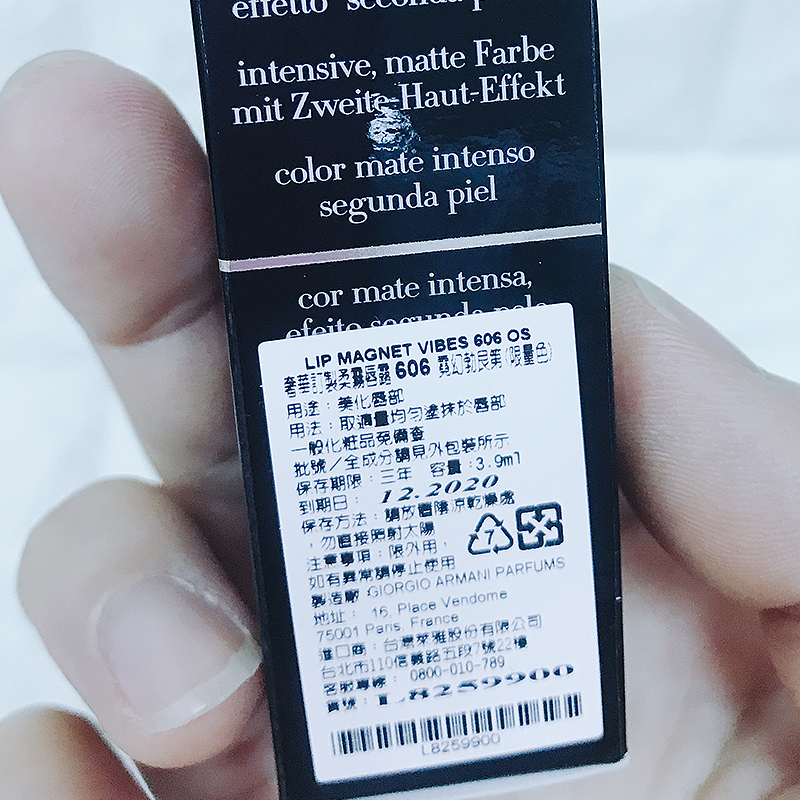 effetto seconda
intensive, matte Farbe
mit Zweite-Haut-Effekt
color mate intenso
segunda piel
cor mate intensa,
efeito segunda pele
LIP MAGNET VIBES 606 OS
奢華訂製柔霧唇露 606 霓幻勃艮第(限量色)
用途：美化唇部
用法：取適量均勻塗抹於唇部
一般化粧品免備查
批號／全成分請見外包裝所示
保存期限：三年 容量：3.9ml
到期日： 12.2020
保存方法：請放置陰涼乾燥處
，勿直接照射太陽
注意事項：限外用，
如有異常請停止使用
7
製造廠 GIORGIO ARMANI PARFUMS
地址： 16, Place Vendome
75001 Paris, France
進口商：台灣萊雅股份有限公司
台北市110信義路五段7號22樓
客服專線： 0800-010-789
貨號： L8259900
L8259900